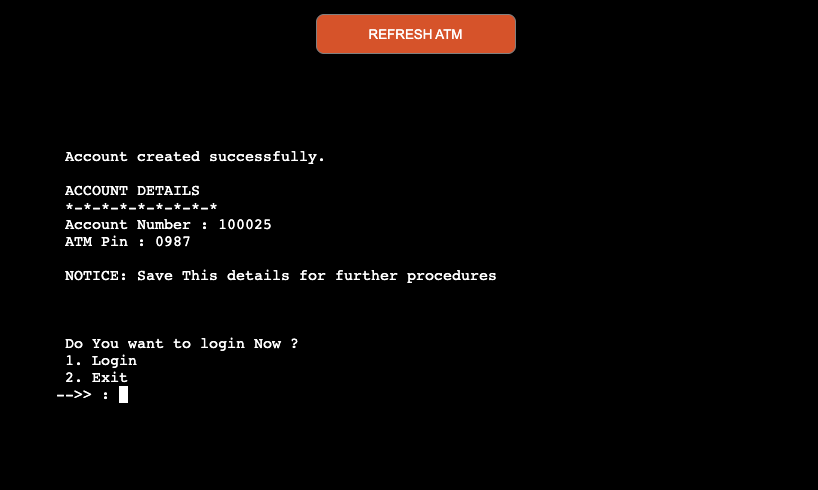 REFRESH ATM
Account created successfully.
ACCOUNT DETAILS
*-*-*-*-*-*-*-*-*
Account Number : 100025
ATM Pin : 0987
NOTICE: Save This details for further procedures
Do You want to login Now ?
1. Login
2. Exit
-->> :